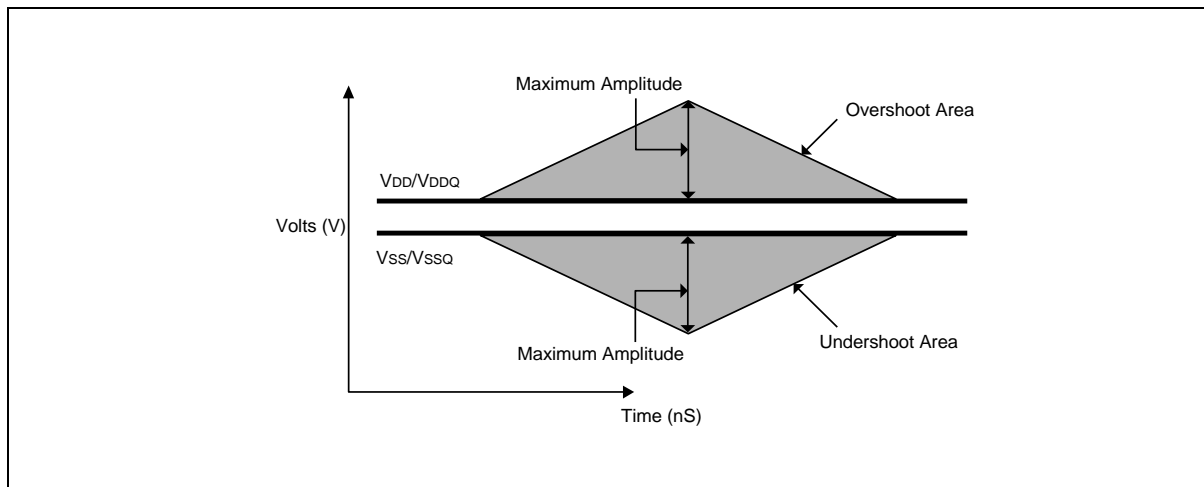 Maximum Amplitude
Overshoot Area
VDD/VDDQ
Volts (V)
VSS/VSSQ
Maximum Amplitude
Undershoot Area
Time (nS)